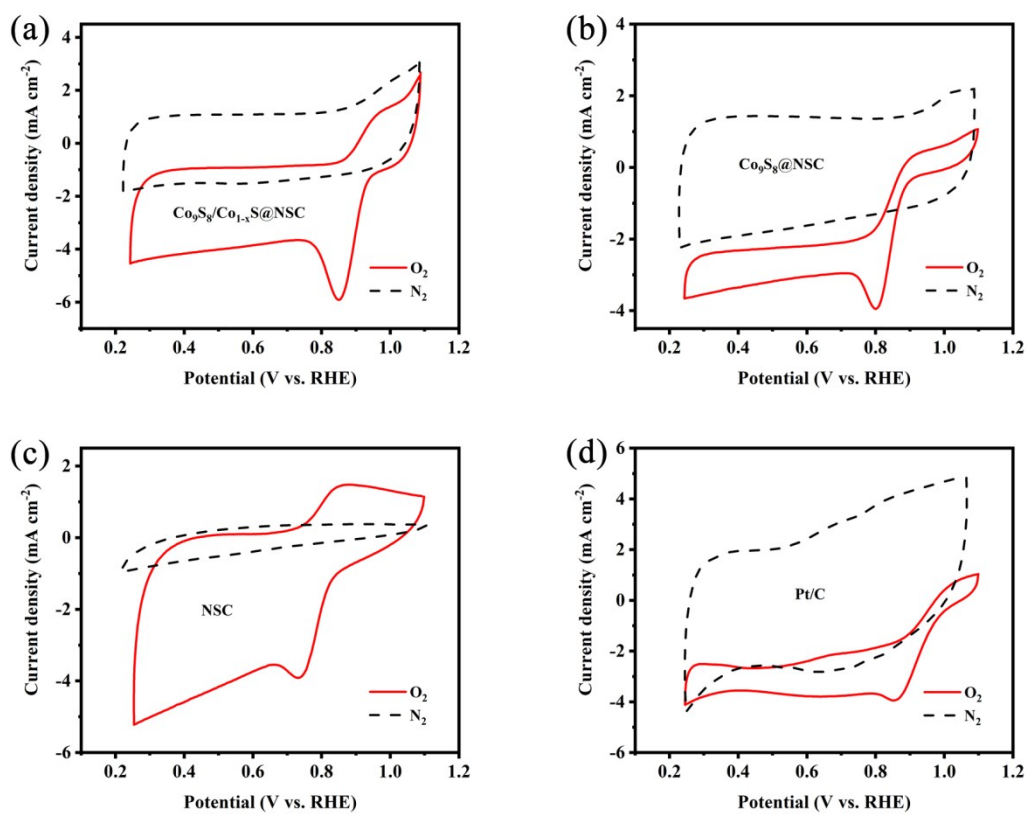 (a)
4
2
0
-2
-4
-6
Current density (mA cm⁻²)
Co₉S₈/Co₁₋ₓS@NSC
O₂
N₂
0.2 0.4 0.6 0.8 1.0 1.2
Potential (V vs. RHE)
(b)
4
2
0
-2
-4
Current density (mA cm⁻²)
Co₉S₈@NSC
O₂
N₂
0.2 0.4 0.6 0.8 1.0 1.2
Potential (V vs. RHE)
(c)
2
0
-2
-4
-6
Current density (mA cm⁻²)
NSC
O₂
N₂
0.2 0.4 0.6 0.8 1.0 1.2
Potential (V vs. RHE)
(d)
6
4
2
0
-2
-4
-6
Current density (mA cm⁻²)
Pt/C
O₂
N₂
0.2 0.4 0.6 0.8 1.0 1.2
Potential (V vs. RHE)